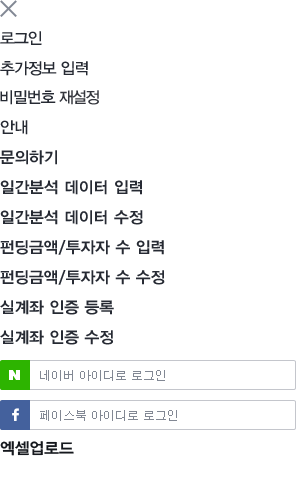 로그인
추가정보 입력
비밀번호 재설정
안내
문의하기
일간분석 데이터 입력
일간분석 데이터 수정
펀딩금액/투자자 수 입력
펀딩금액/투자자 수 수정
실계좌 인증 등록
실계좌 인증 수정
N 네이버 아이디로 로그인
f 페이스북 아이디로 로그인
엑셀업로드